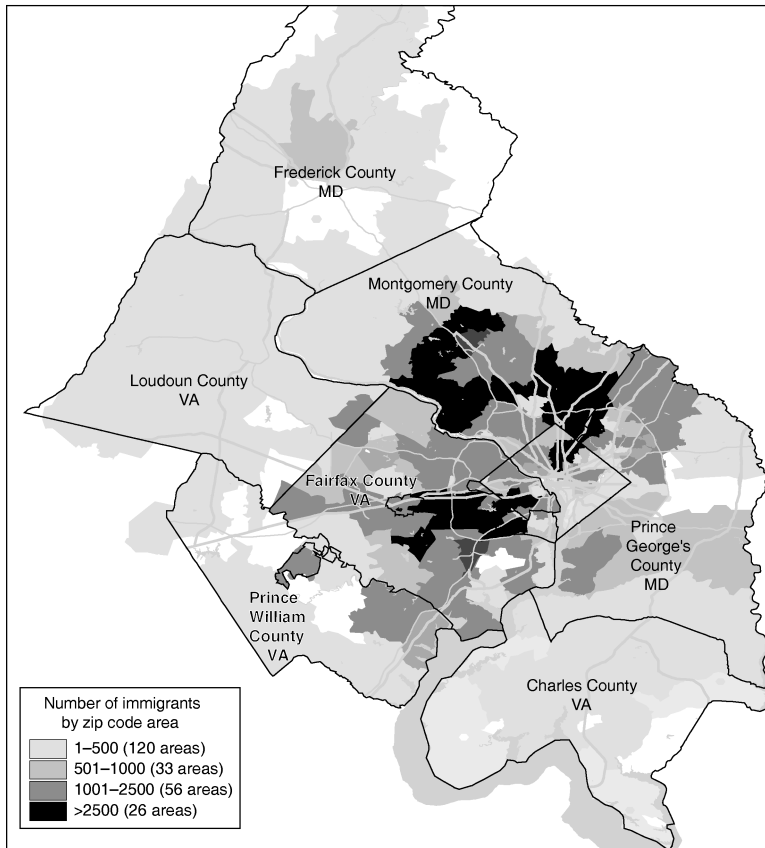 Frederick County
MD
Montgomery County
MD
Loudoun County
VA
Fairfax County
VA
Prince
George's
County
MD
Prince
William
County
VA
Charles County
VA
Number of immigrants
by zip code area
1–500 (120 areas)
501–1000 (33 areas)
1001–2500 (56 areas)
>2500 (26 areas)